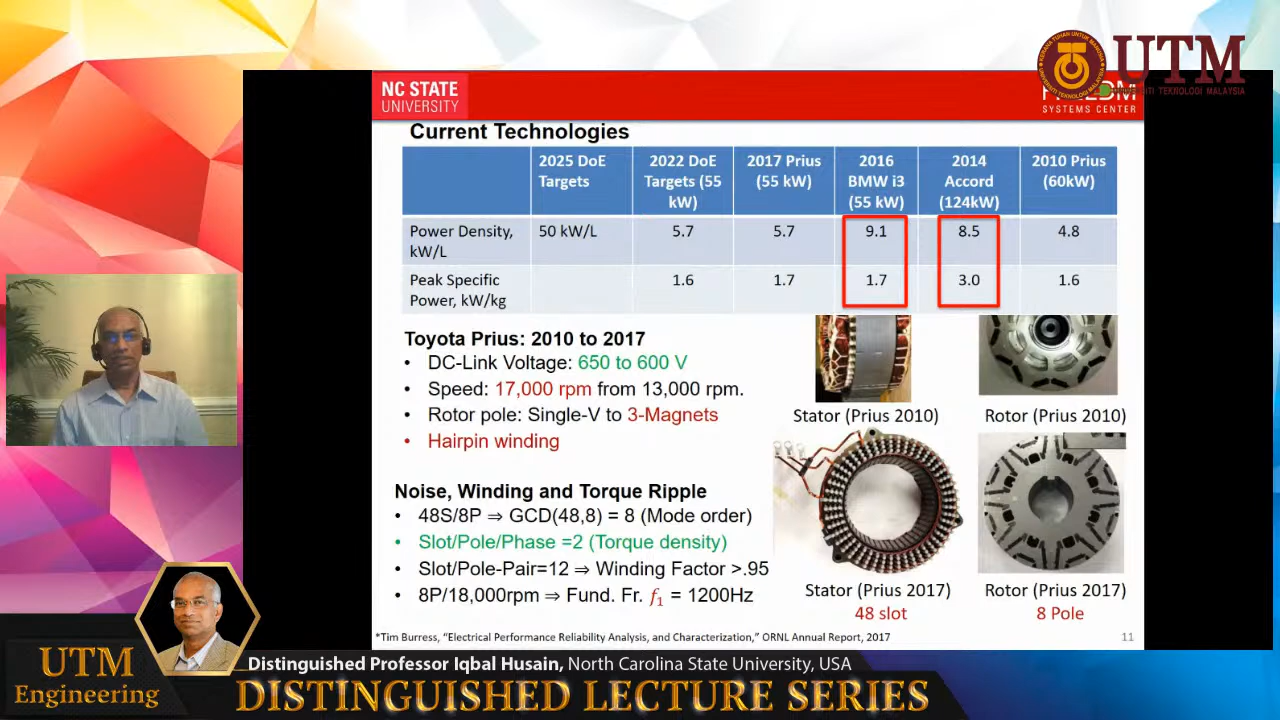 UTM
UNIVERSITI TEKNOLOGI MALAYSIA
NC STATE
UNIVERSITY
SYSTEMS CENTER
Current Technologies
2025 DoE Targets
2022 DoE Targets (55 kW)
2017 Prius (55 kW)
2016 BMW i3 (55 kW)
2014 Accord (124kW)
2010 Prius (60kW)
Power Density, kW/L
50 kW/L
5.7
5.7
9.1
8.5
4.8
Peak Specific Power, kW/kg
1.6
1.7
1.7
3.0
1.6
Toyota Prius: 2010 to 2017
• DC-Link Voltage: 650 to 600 V
• Speed: 17,000 rpm from 13,000 rpm.
• Rotor pole: Single-V to 3-Magnets
• Hairpin winding
Stator (Prius 2010)
Rotor (Prius 2010)
Noise, Winding and Torque Ripple
• 48S/8P ⇒ GCD(48,8) = 8 (Mode order)
• Slot/Pole/Phase =2 (Torque density)
• Slot/Pole-Pair=12 ⇒ Winding Factor >.95
• 8P/18,000rpm ⇒ Fund. Fr. f₁ = 1200Hz
Stator (Prius 2017)
48 slot
Rotor (Prius 2017)
8 Pole
*Tim Burress, “Electrical Performance Reliability Analysis, and Characterization,” ORNL Annual Report, 2017
11
UTM
Engineering
Distinguished Professor Iqbal Husain, North Carolina State University, USA
DISTINGUISHED LECTURE SERIES